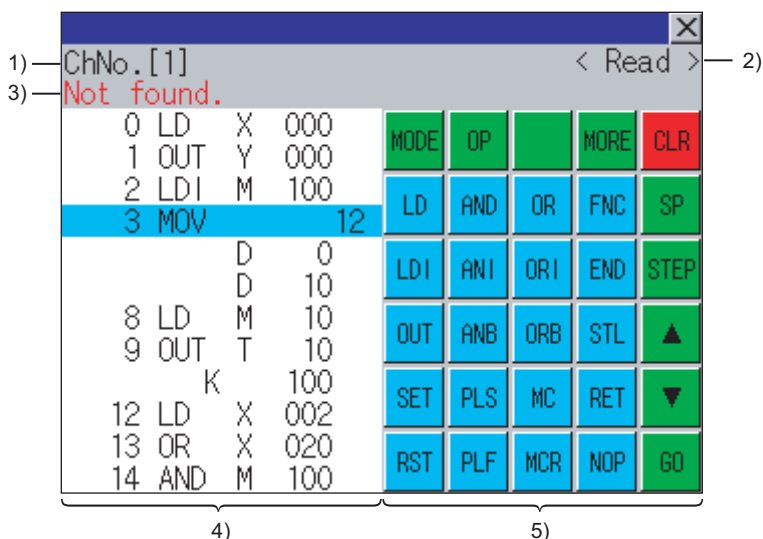 1) ChNo.[1] < Read > 2)
3) Not found.
0 LD X 000
1 OUT Y 000
2 LDI M 100
3 MOV 12
D 0
D 10
8 LD M 10
9 OUT T 10
K 100
12 LD X 002
13 OR X 020
14 AND M 100
MODE OP MORE CLR
LD AND OR FNC SP
LDI ANI ORI END STEP
OUT ANB ORB STL ▲
SET PLS MC RET ▼
RST PLF MCR NOP GO
4) 5)